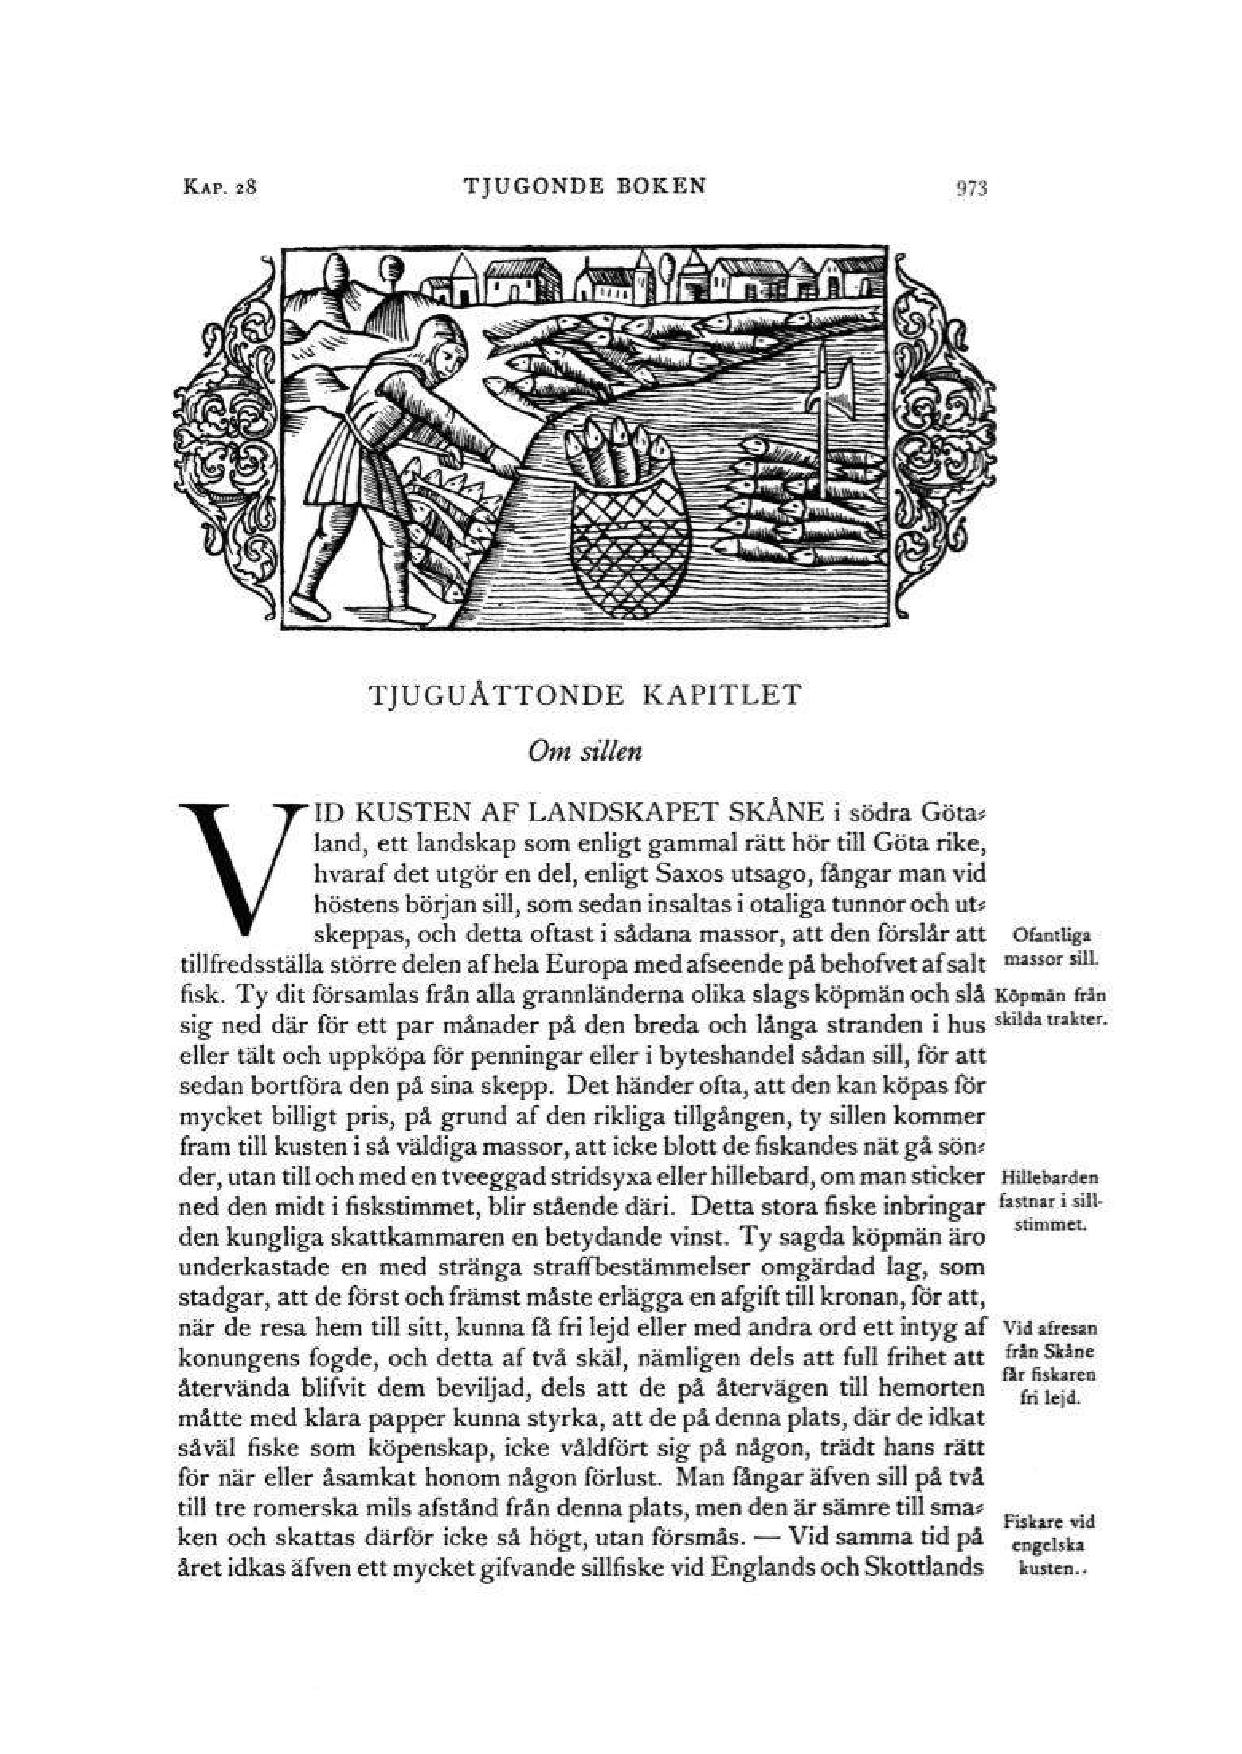 KAP. 28 TJUGONDE BOKEN 973
TJUGUÅTTONDE KAPITLET
Om sillen
VID KUSTEN AF LANDSKAPET SKÅNE i södra Göta-
land, ett landskap som enligt gammal rätt hör till Göta rike,
hvaraf det utgör en del, enligt Saxos utsago, fångar man vid
höstens början sill, som sedan insaltas i otaliga tunnor och ut-
skeppas, och detta oftast i sådana massor, att den förslår att
tillfredsställa större delen af hela Europa med afseende på behofvet af salt
fisk. Ty dit församlas från alla grannländerna olika slags köpmän och slå
sig ned där för ett par månader på den breda och långa stranden i hus
eller tält och uppköpa för penningar eller i byteshandel sådan sill, för att
sedan bortföra den på sina skepp. Det händer ofta, att den kan köpas för
mycket billigt pris, på grund af den rikliga tillgången, ty sillen kommer
fram till kusten i så väldiga massor, att icke blott de fiskandes nät gå sön-
der, utan till och med en tveeggad stridsyxa eller hillebard, om man sticker
ned den midt i fiskstimmet, blir stående däri. Detta stora fiske inbringar
den kungliga skattkammaren en betydande vinst. Ty sagda köpmän äro
underkastade en med stränga straffbestämmelser omgärdad lag, som
stadgar, att de först och främst måste erlägga en afgift till kronan, för att,
när de resa hem till sitt, kunna få fri lejd eller med andra ord ett intyg af
konungens fogde, och detta af två skäl, nämligen dels att full frihet att
återvända blifvit dem beviljad, dels att de på återvägen till hemorten
måtte med klara papper kunna styrka, att de på denna plats, där de idkat
såväl fiske som köpenskap, icke våldfört sig på någon, trädt hans rätt
för när eller åsamkat honom någon förlust. Man fångar äfven sill på två
till tre romerska mils afstånd från denna plats, men den är sämre till sma-
ken och skattas därför icke så högt, utan försmås. — Vid samma tid på
året idkas äfven ett mycket gifvande sillfiske vid Englands och Skottlands
Ofantliga
massor sill.
Köpmän från
skilda trakter.
Hillebarden
fastnar i sill-
stimmet.
Vid afresan
från Skåne
får fiskaren
fri lejd.
Fiskare vid
engelska
kusten..